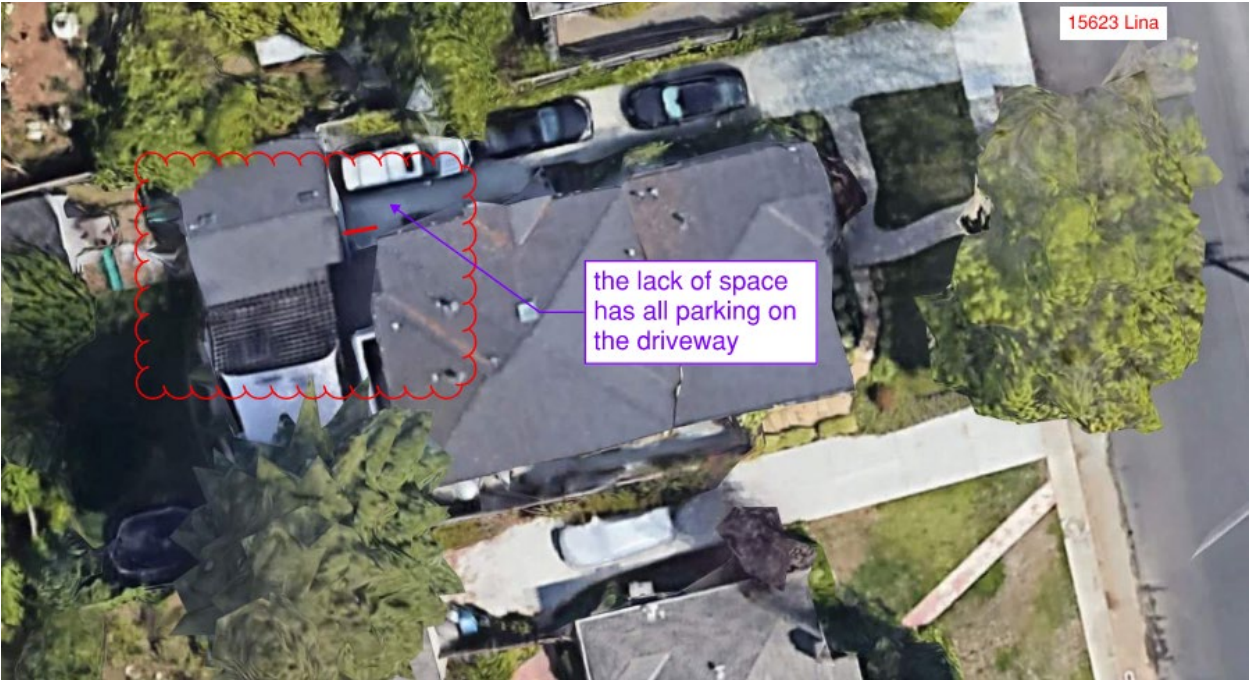 15623 Lina
the lack of space
has all parking on
the driveway